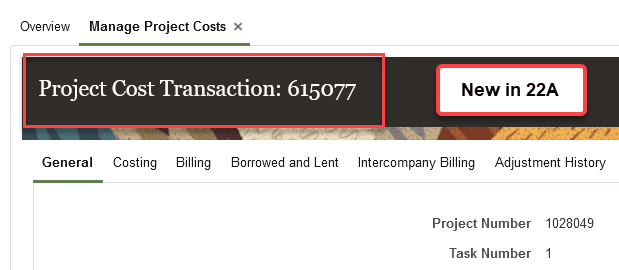 Overview Manage Project Costs ×
Project Cost Transaction: 615077 New in 22A
General Costing Billing Borrowed and Lent Intercompany Billing Adjustment History
Project Number 1028049
Task Number 1